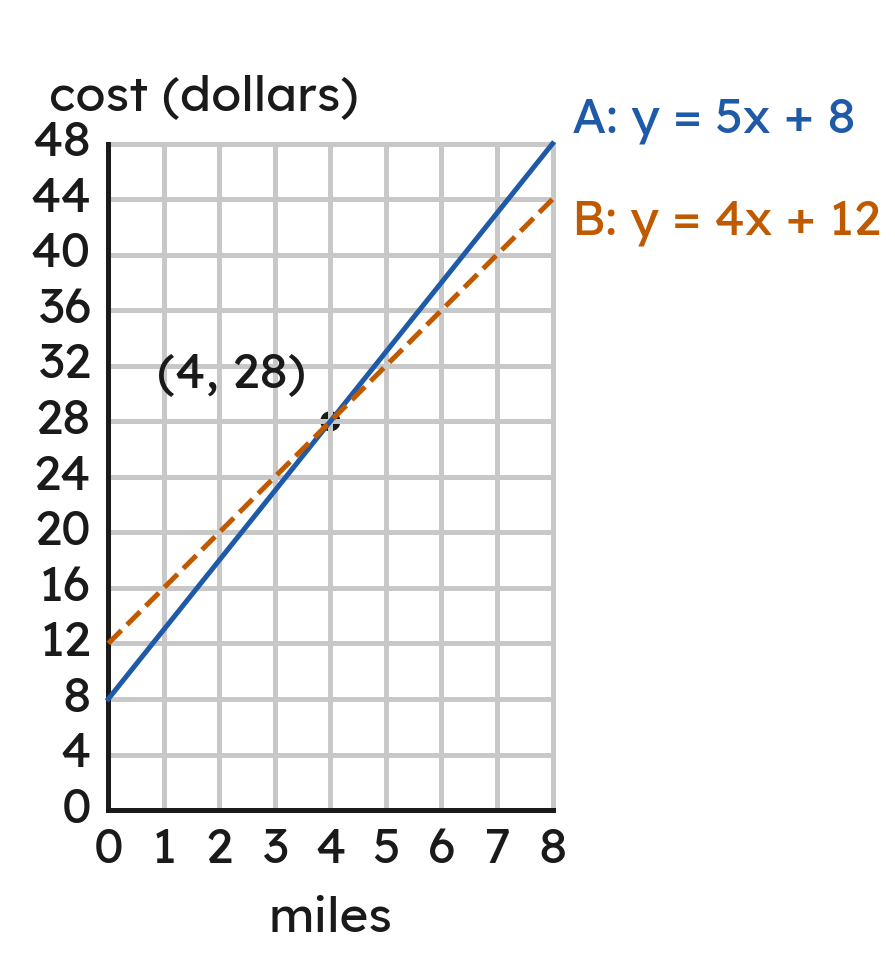 cost (dollars)
A: y = 5x + 8
B: y = 4x + 12
48
44
40
36
32
(4, 28)
28
24
20
16
12
8
4
0
0 1 2 3 4 5 6 7 8
miles